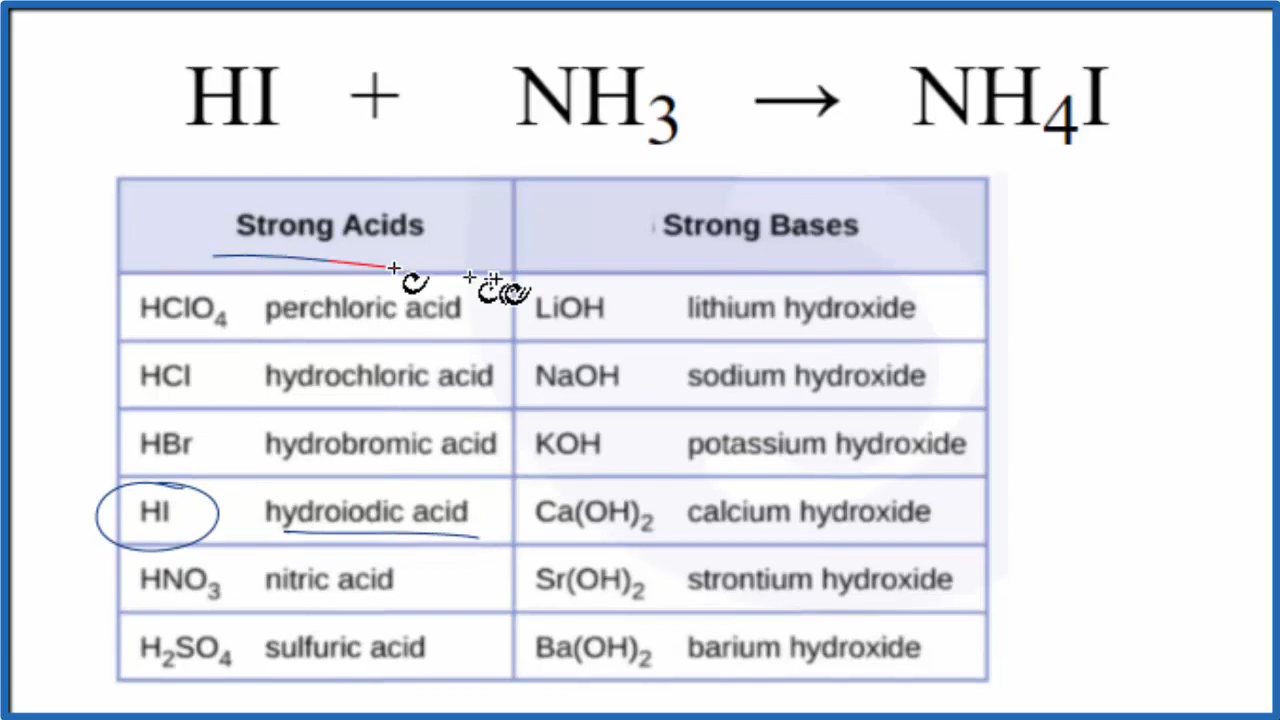 HI + NH₃ → NH₄I
Strong Acids Strong Bases
HClO₄ perchloric acid LiOH lithium hydroxide
HCl hydrochloric acid NaOH sodium hydroxide
HBr hydrobromic acid KOH potassium hydroxide
HI hydroiodic acid Ca(OH)₂ calcium hydroxide
HNO₃ nitric acid Sr(OH)₂ strontium hydroxide
H₂SO₄ sulfuric acid Ba(OH)₂ barium hydroxide